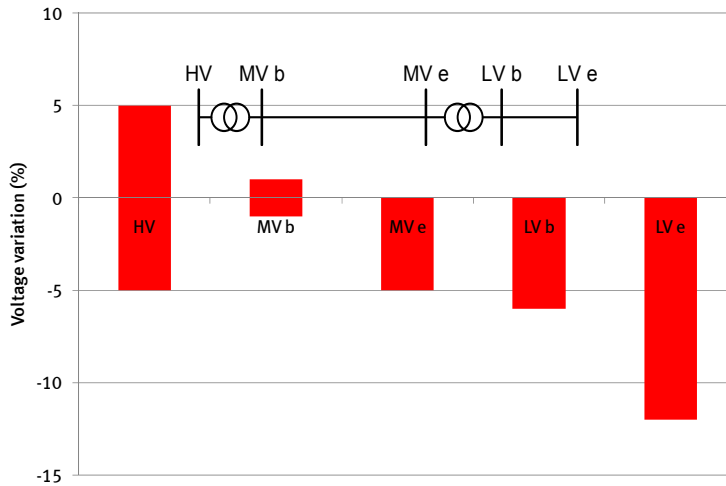 10
HV MV b MV e LV b LV e
5
0
HV MV b MV e LV b LV e
-5
-10
-15
Voltage variation (%)